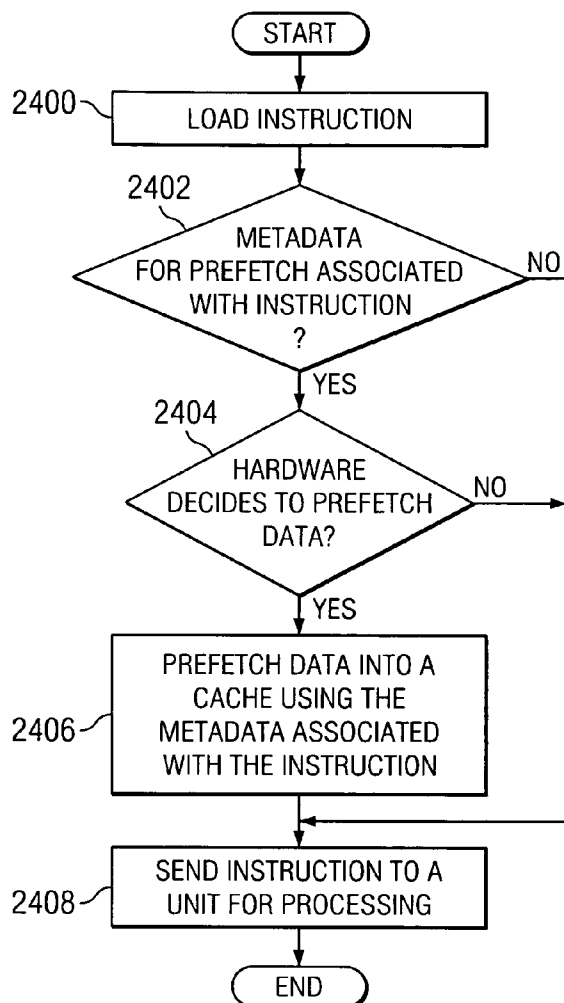 START
2400
LOAD INSTRUCTION
2402
METADATA
FOR PREFETCH ASSOCIATED
WITH INSTRUCTION
?
NO
YES
2404
HARDWARE
DECIDES TO PREFETCH
DATA?
NO
YES
2406
PREFETCH DATA INTO A
CACHE USING THE
METADATA ASSOCIATED
WITH THE INSTRUCTION
2408
SEND INSTRUCTION TO A
UNIT FOR PROCESSING
END